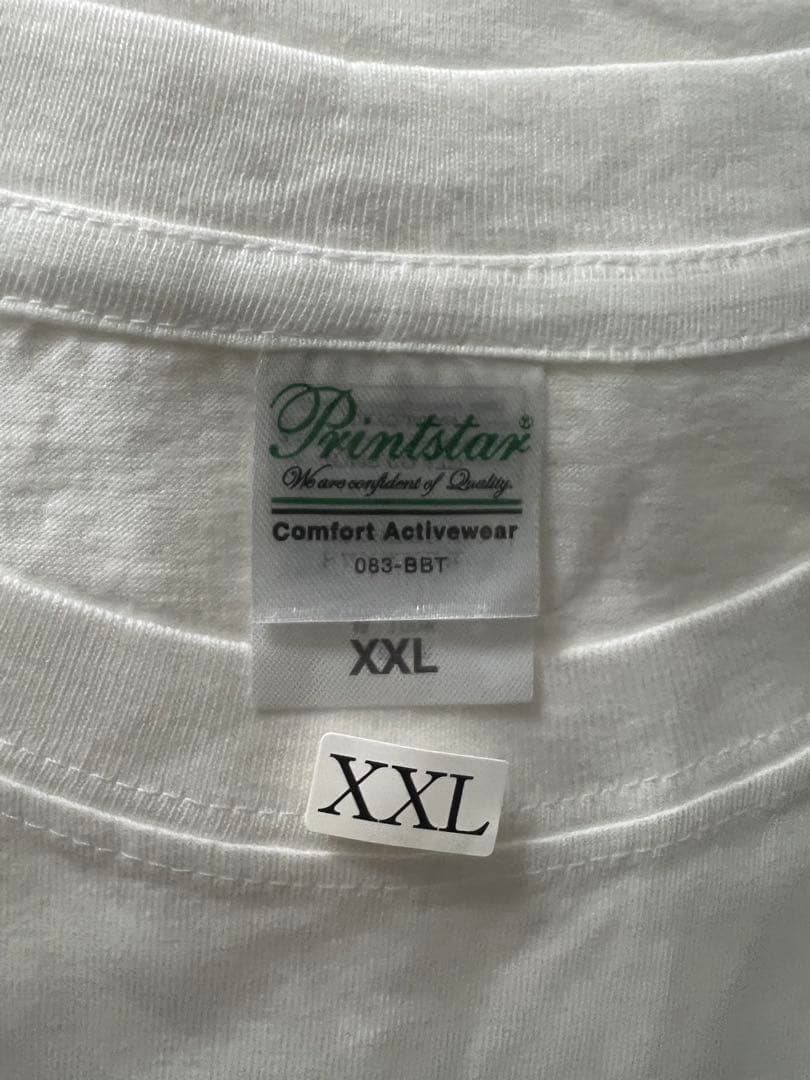 Printstar®
We are confident of Quality.
Comfort Activewear
083-BBT
XXL
XXL